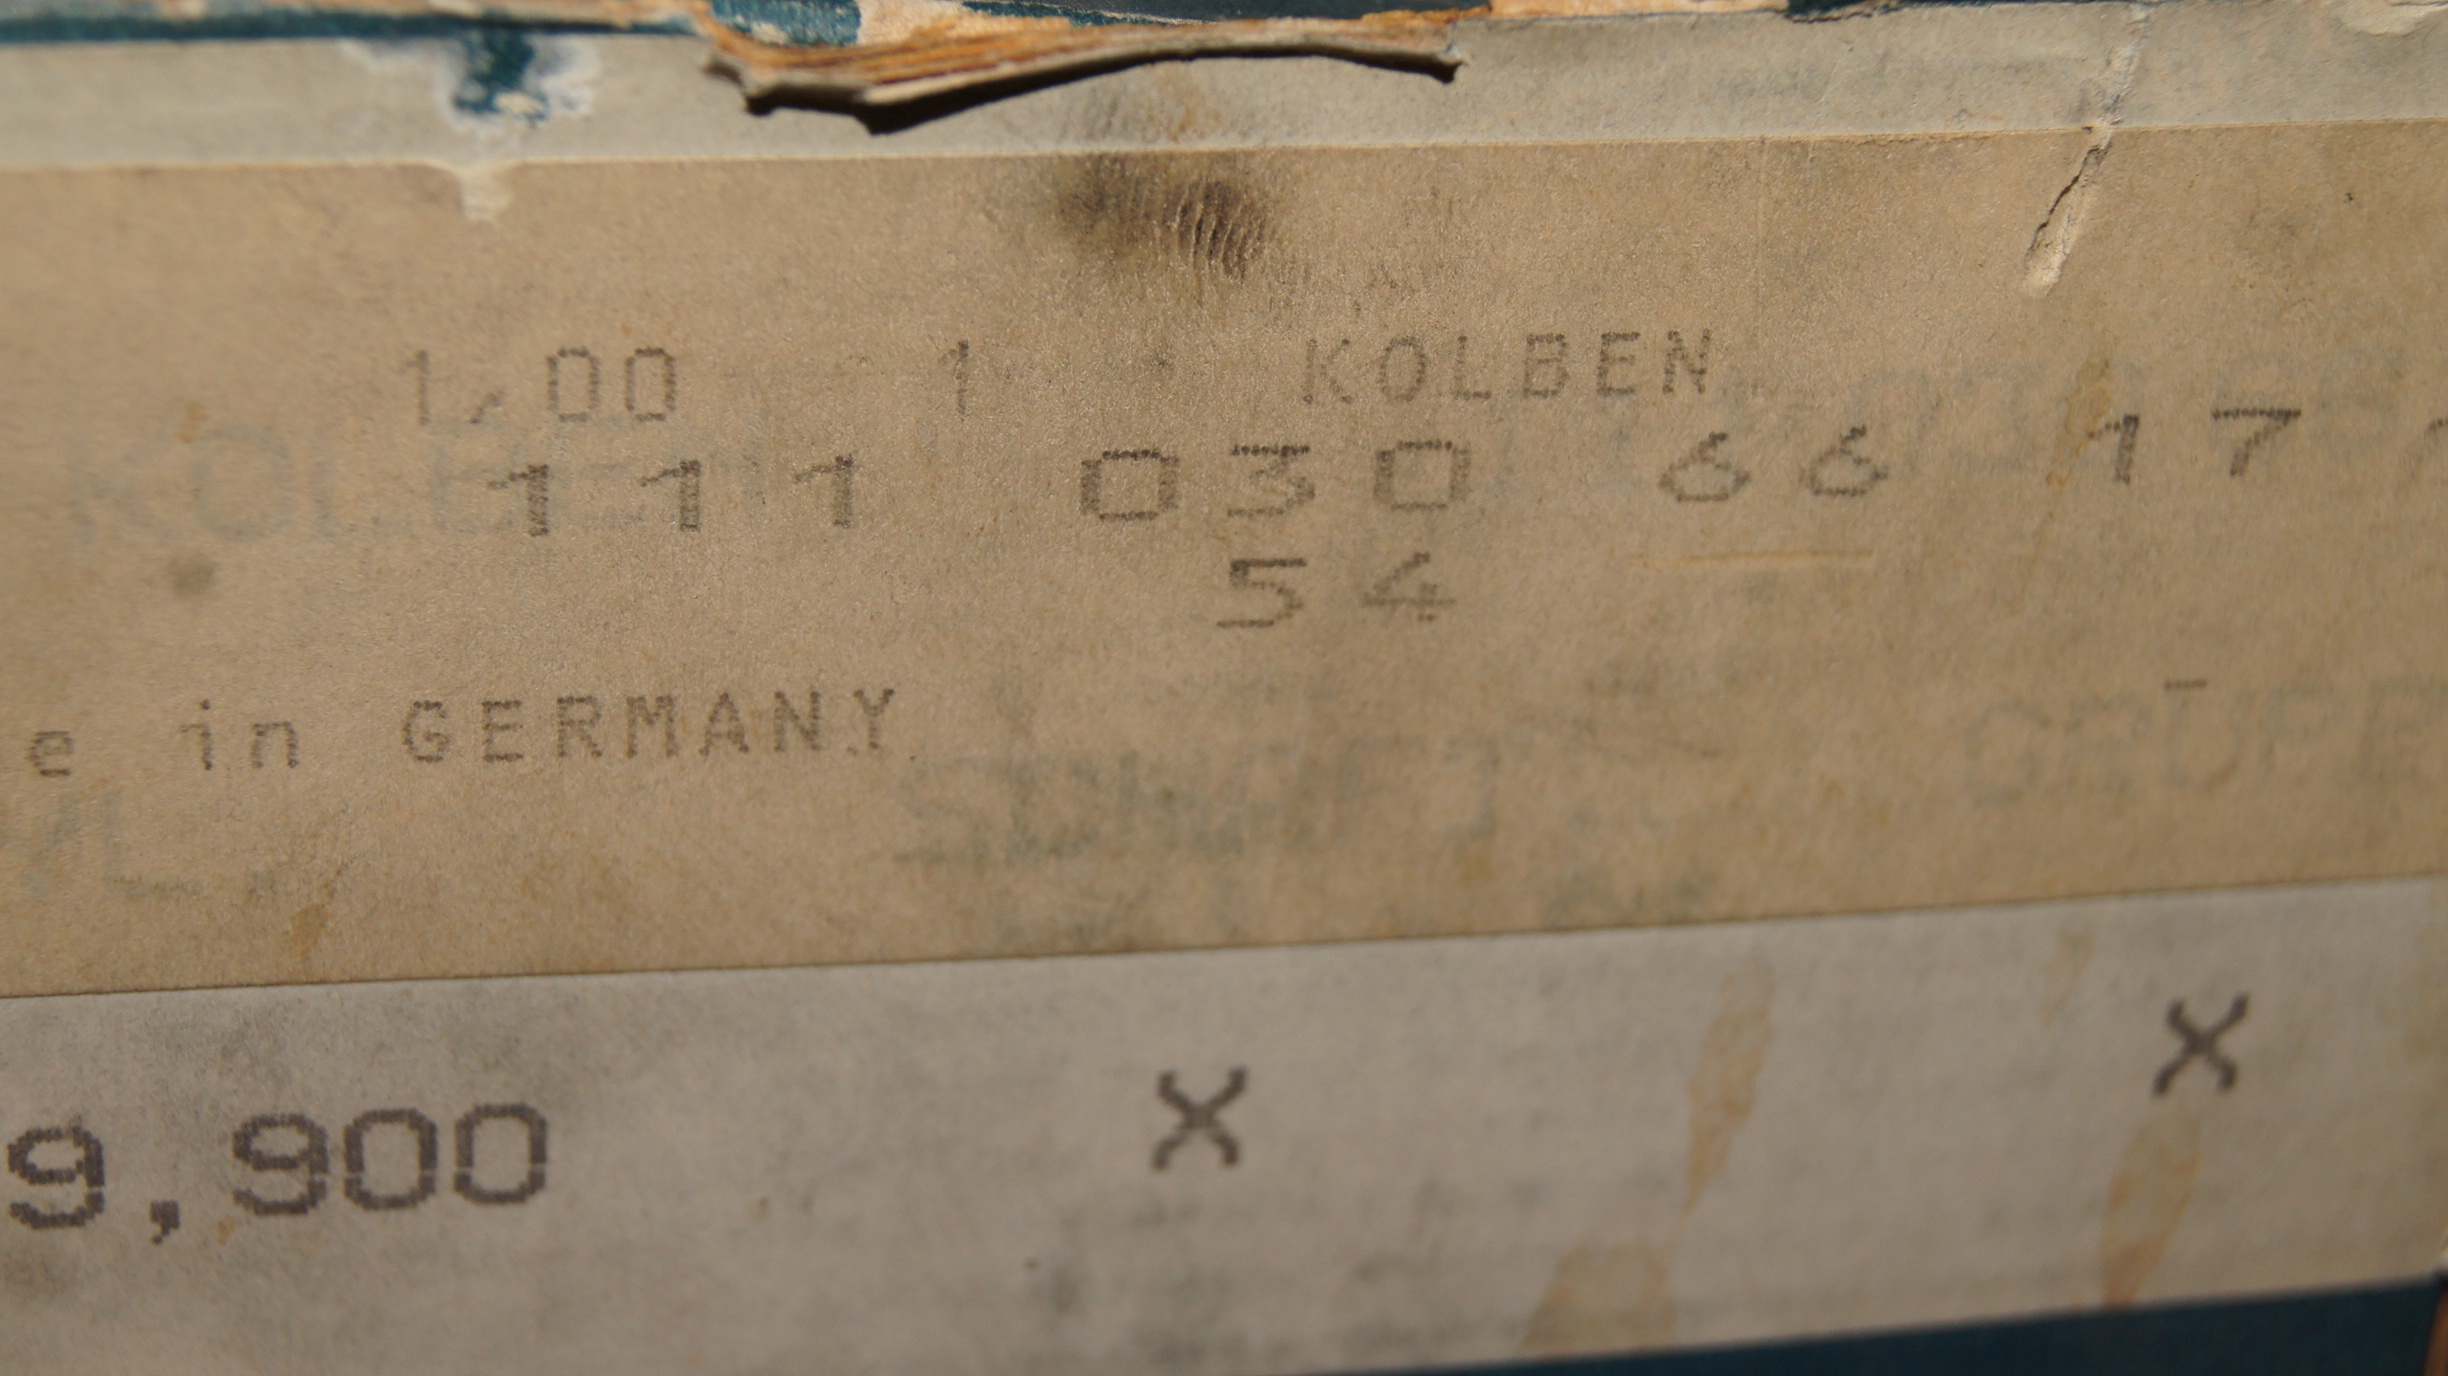 1,00 1 KOLBEN
111 030 66 17
54
e in GERMANY
9,900 X X